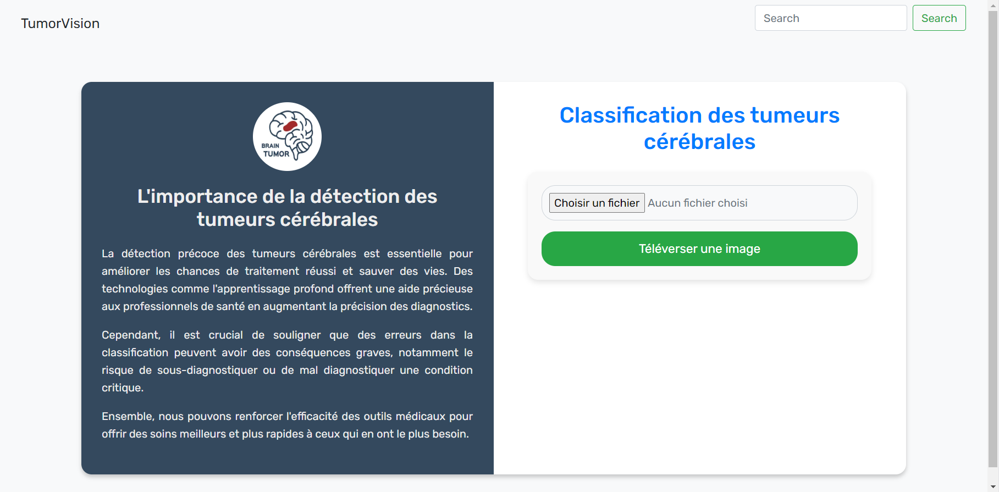 TumorVision
Search
Search
BRAIN
TUMOR
L'importance de la détection des
tumeurs cérébrales
La détection précoce des tumeurs cérébrales est essentielle pour
améliorer les chances de traitement réussi et sauver des vies. Des
technologies comme l'apprentissage profond offrent une aide précieuse
aux professionnels de santé en augmentant la précision des diagnostics.
Cependant, il est crucial de souligner que des erreurs dans la
classification peuvent avoir des conséquences graves, notamment le
risque de sous-diagnostiquer ou de mal diagnostiquer une condition
critique.
Ensemble, nous pouvons renforcer l'efficacité des outils médicaux pour
offrir des soins meilleurs et plus rapides à ceux qui en ont le plus besoin.
Classification des tumeurs
cérébrales
Choisir un fichier Aucun fichier choisi
Téléverser une image